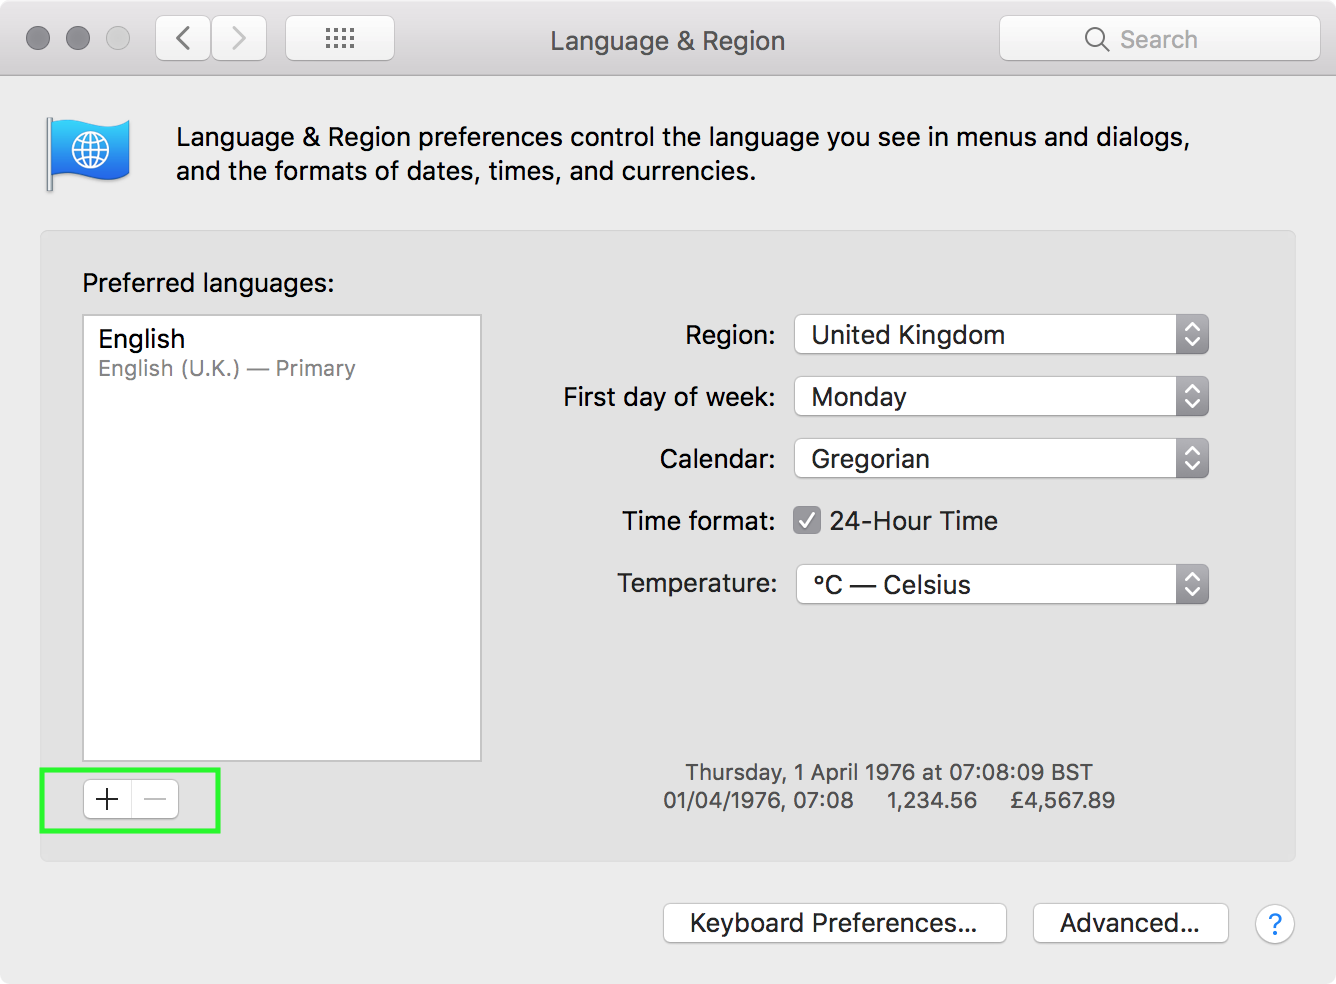 Language & Region
Search
Language & Region preferences control the language you see in menus and dialogs,
and the formats of dates, times, and currencies.
Preferred languages:
English
English (U.K.) — Primary
Region: United Kingdom
First day of week: Monday
Calendar: Gregorian
Time format: 24-Hour Time
Temperature: °C — Celsius
Thursday, 1 April 1976 at 07:08:09 BST
01/04/1976, 07:08 1,234.56 £4,567.89
Keyboard Preferences... Advanced... ?